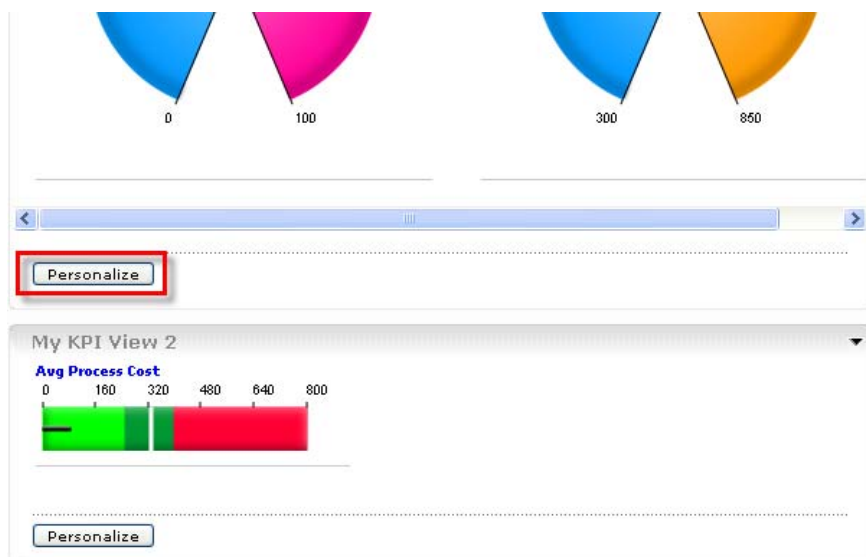 0 100 300 850
Personalize
My KPI View 2
Avg Process Cost
0 160 320 480 640 800
Personalize